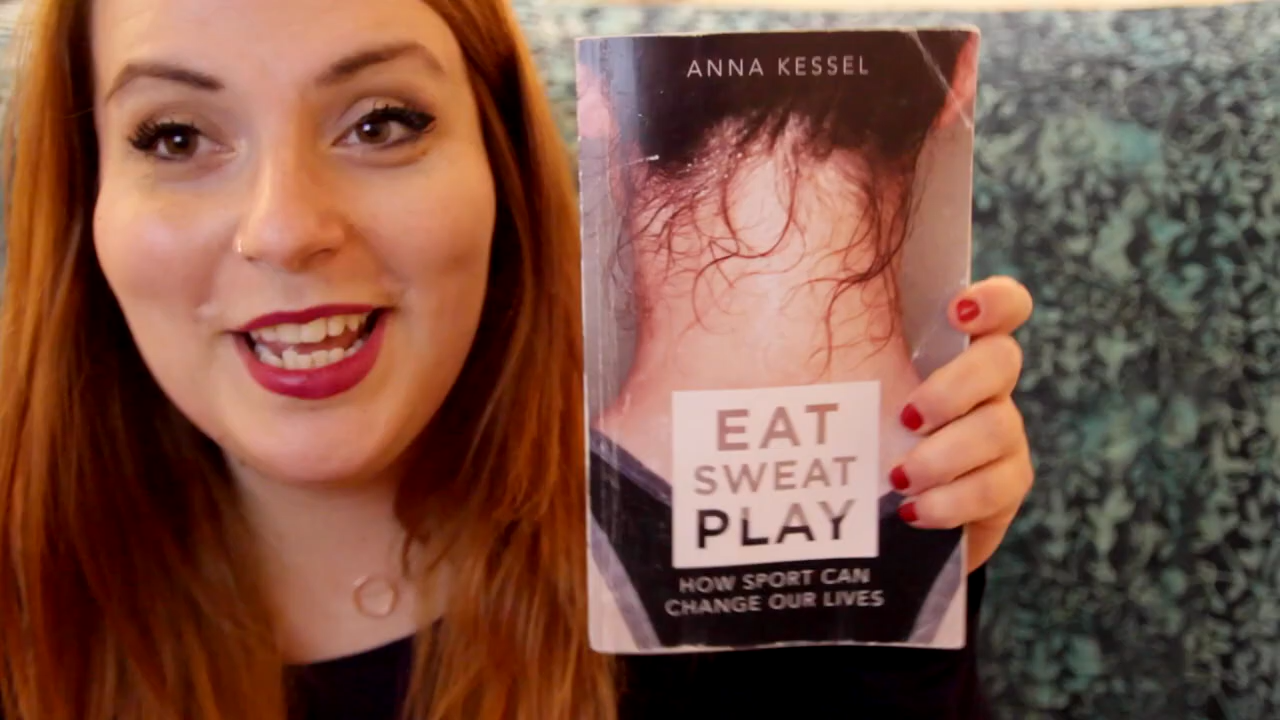 ANNA KESSEL
EAT
SWEAT
PLAY
HOW SPORT CAN
CHANGE OUR LIVES